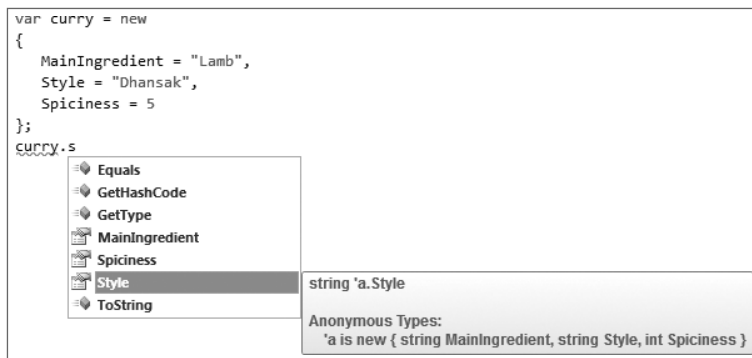 var curry = new
{
MainIngredient = "Lamb",
Style = "Dhansak",
Spiciness = 5
};
curry.s
Equals
GetHashCode
GetType
MainIngredient
Spiciness
Style
ToString
string 'a.Style
Anonymous Types:
'a is new { string MainIngredient, string Style, int Spiciness }